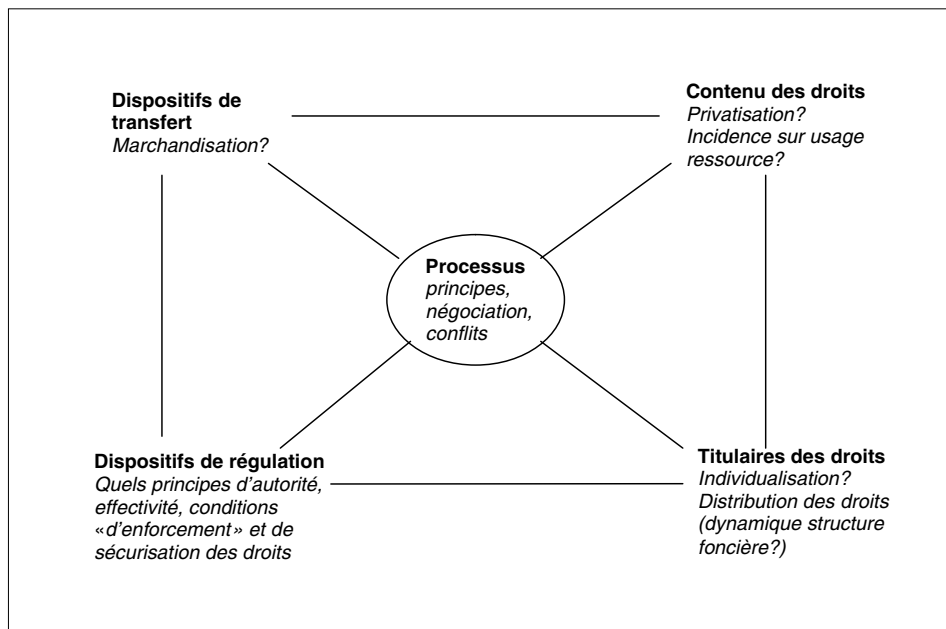 Dispositifs de
transfert
Marchandisation?
Contenu des droits
Privatisation?
Incidence sur usage
ressource?
Processus
principes,
négociation,
conflits
Dispositifs de régulation
Quels principes d'autorité,
effectivité, conditions
«d'enforcement» et de
sécurisation des droits
Titulaires des droits
Individualisation?
Distribution des droits
(dynamique structure
foncière?)